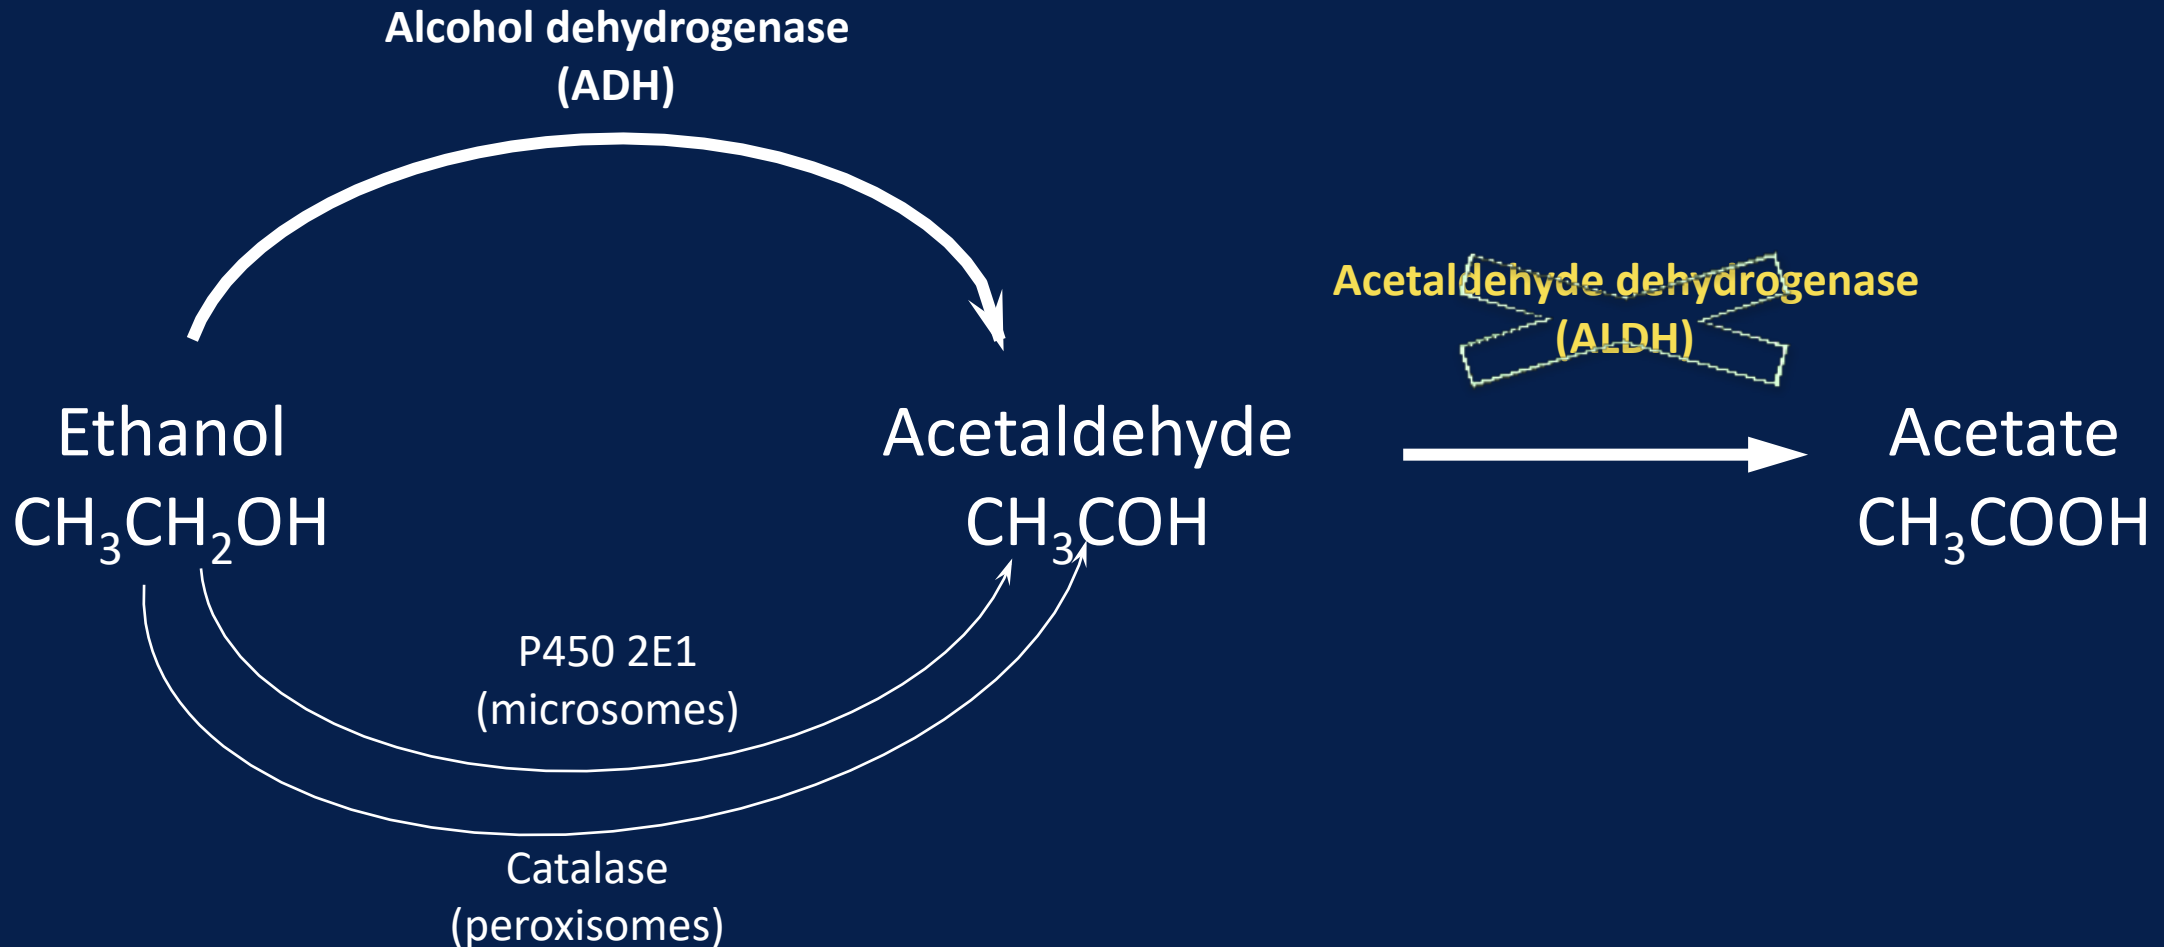 Alcohol dehydrogenase
(ADH)
Acetaldehyde dehydrogenase
(ALDH)
Ethanol
CH₃CH₂OH
Acetaldehyde
CH₃COH
Acetate
CH₃COOH
P450 2E1
(microsomes)
Catalase
(peroxisomes)